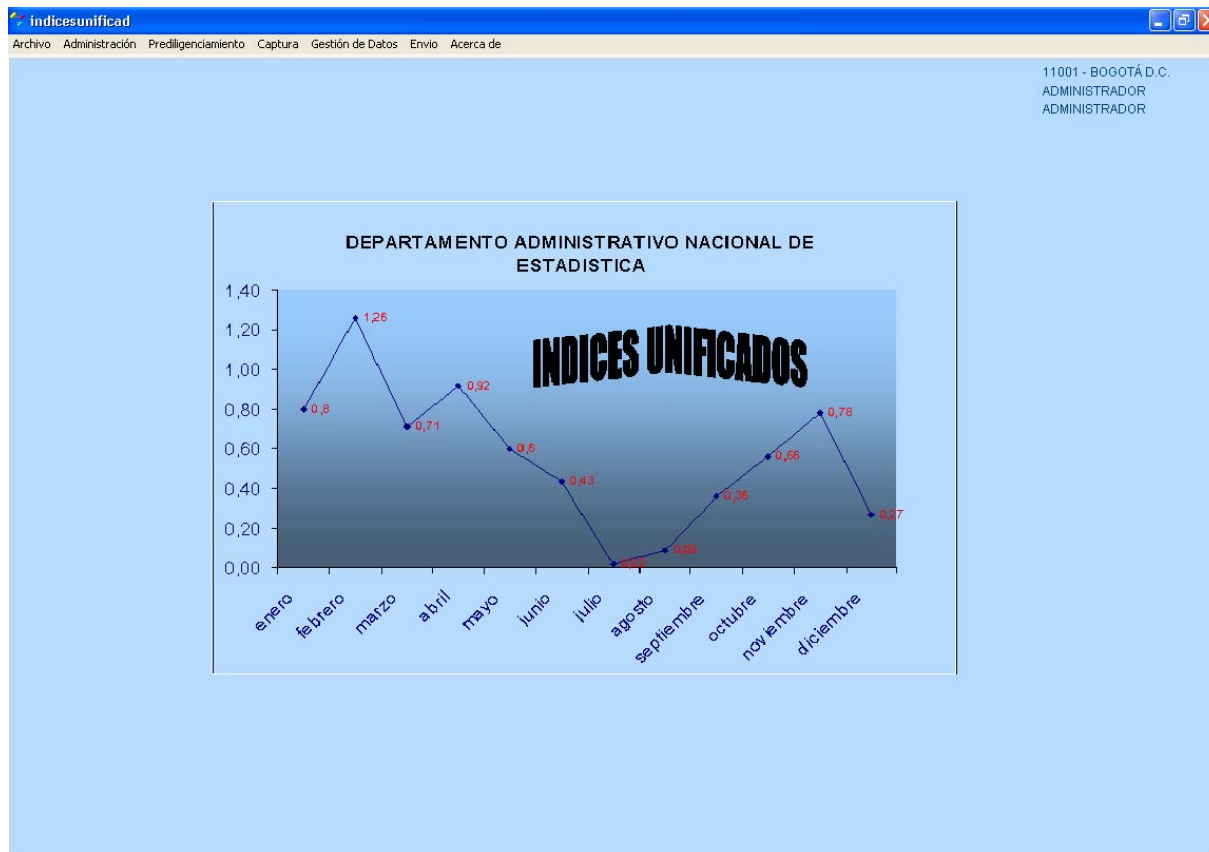 indicesunificad
Archivo Administración Prediligenciamiento Captura Gestión de Datos Envio Acerca de
11001 - BOGOTÁ D.C.
ADMINISTRADOR
ADMINISTRADOR
DEPARTAMENTO ADMINISTRATIVO NACIONAL DE
ESTADISTICA
INDICES UNIFICADOS
1,40
1,20
1,00
0,80
0,60
0,40
0,20
0,00
0,8
1,26
0,71
0,92
0,6
0,43
0,02
0,09
0,36
0,56
0,78
0,27
enero
febrero
marzo
abril
mayo
junio
julio
agosto
septiembre
octubre
noviembre
diciembre